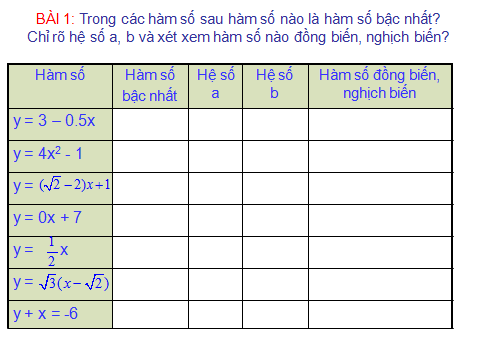 BÀI 1: Trong các hàm số sau hàm số nào là hàm số bậc nhất?
Chỉ rõ hệ số a, b và xét xem hàm số nào đồng biến, nghịch biến?
Hàm số
Hàm số bậc nhất
Hệ số a
Hệ số b
Hàm số đồng biến, nghịch biến
y = 3 – 0.5x
y = 4x² - 1
y = (√2 – 2)x+1
y = 0x + 7
y = 1/2 x
y = √3(x – √2)
y + x = -6